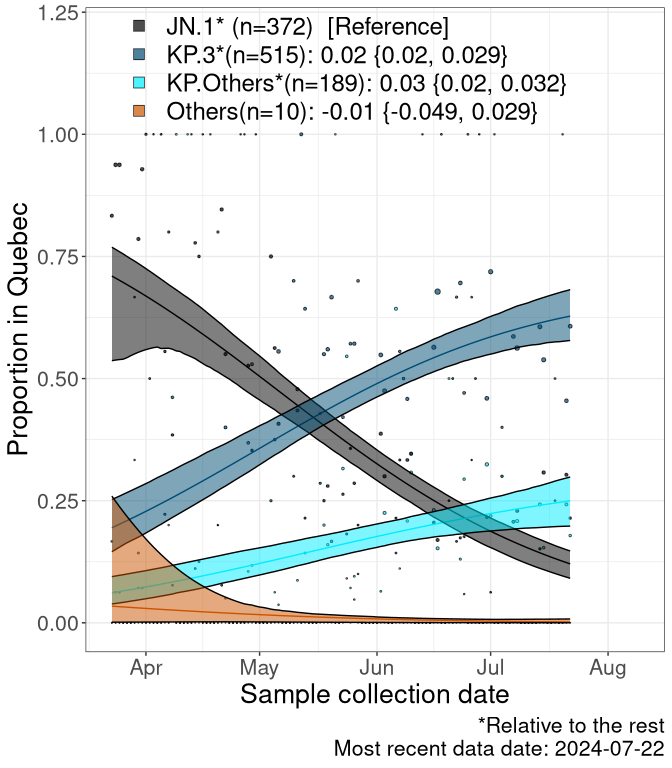 JN.1* (n=372)  [Reference]
KP.3*(n=515): 0.02 {0.02, 0.029}
KP.Others*(n=189): 0.03 {0.02, 0.032}
Others(n=10): -0.01 {-0.049, 0.029}
1.25
1.00
0.75
0.50
0.25
0.00
Proportion in Quebec
Apr May Jun Jul Aug
Sample collection date
*Relative to the rest
Most recent data date: 2024-07-22